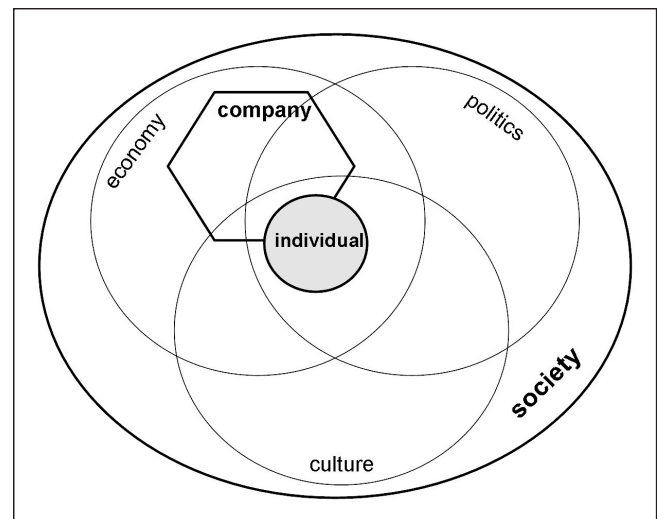 company
economy
politics
individual
society
culture